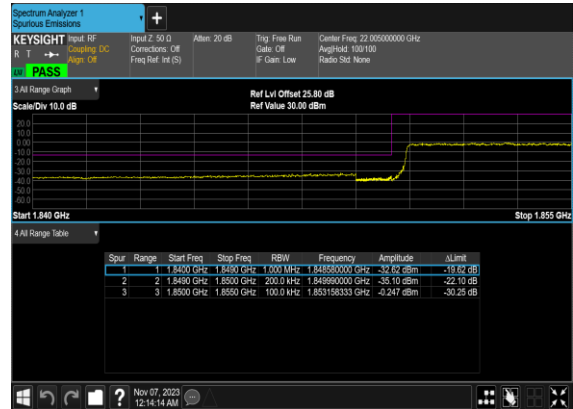 Spectrum Analyzer 1
Spurious Emissions
KEYSIGHT Input: RF Input Z: 50 Ω Atten: 20 dB Trig: Free Run Center Freq: 22.005000000 GHz
R T Coupling: DC Corrections: Off Gate: Off Avg|Hold: 100/100
Align: Off Freq Ref: Int (S) IF Gain: Low Radio Std: None
PASS
3 All Range Graph
Ref Lvl Offset 25.80 dB
Scale/Div 10.0 dB Ref Value 30.00 dBm
20.0
10.0
0.00
-10.0
-20.0
-30.0
-40.0
-50.0
-60.0
Start 1.840 GHz Stop 1.855 GHz
4 All Range Table
Spur Range Start Freq Stop Freq RBW Frequency Amplitude ΔLimit
1 1 1.8400 GHz 1.8490 GHz 1.000 MHz 1.848580000 GHz -32.62 dBm -19.62 dB
2 2 1.8490 GHz 1.8500 GHz 200.0 kHz 1.849990000 GHz -35.10 dBm -22.10 dB
3 3 1.8500 GHz 1.8550 GHz 100.0 kHz 1.853158333 GHz -0.247 dBm -30.25 dB
Nov 07, 2023
12:14:14 AM